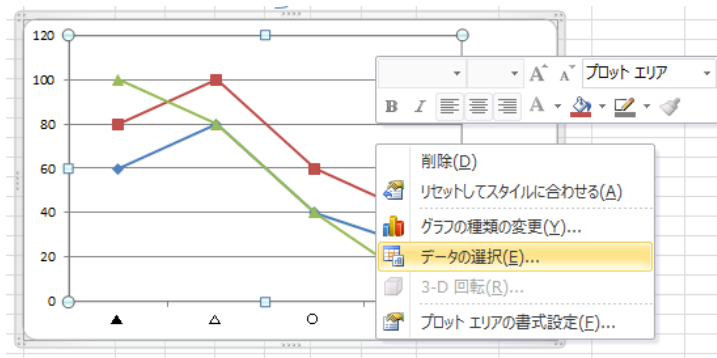 120
100
80
60
40
20
0
▲ △ ○
A A プロット エリア
B I A
削除(D)
リセットしてスタイルに合わせる(A)
グラフの種類の変更(Y)...
データの選択(E)...
3-D 回転(R)...
プロット エリアの書式設定(F)...